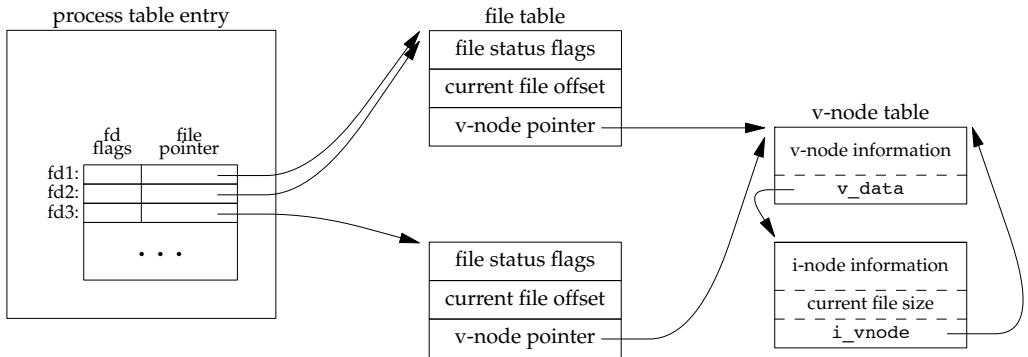 process table entry
fd
flags
file
pointer
fd1:
fd2:
fd3:
. . .
file table
file status flags
current file offset
v-node pointer
file status flags
current file offset
v-node pointer
v-node table
v-node information
v_data
i-node information
current file size
i_vnode